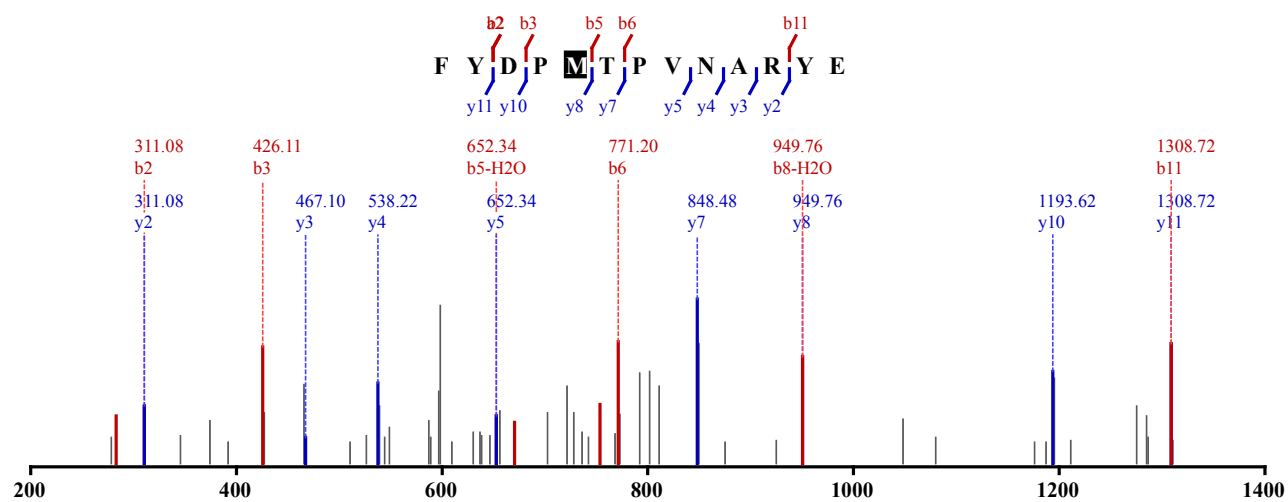 b2 b3 b5 b6 b11
F Y D P M T P V N A R Y E
y11 y10 y8 y7 y5 y4 y3 y2
311.08 426.11 652.34 771.20 949.76 1308.72
b2 b3 b5-H2O b6 b8-H2O b11
311.08 467.10 538.22 652.34 848.48 949.76 1193.62 1308.72
y2 y3 y4 y5 y7 y8 y10 y11
200 400 600 800 1000 1200 1400